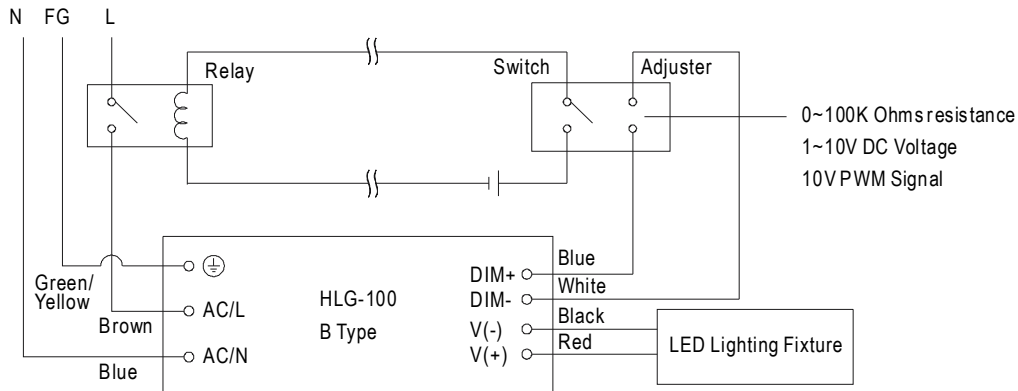 N FG L
Relay
Switch
Adjuster
0~100K Ohms resistance
1~10V DC Voltage
10V PWM Signal
Green/
Yellow
Brown
Blue
AC/L
AC/N
HLG-100
B Type
DIM+
DIM-
V(-)
V(+)
Blue
White
Black
Red
LED Lighting Fixture